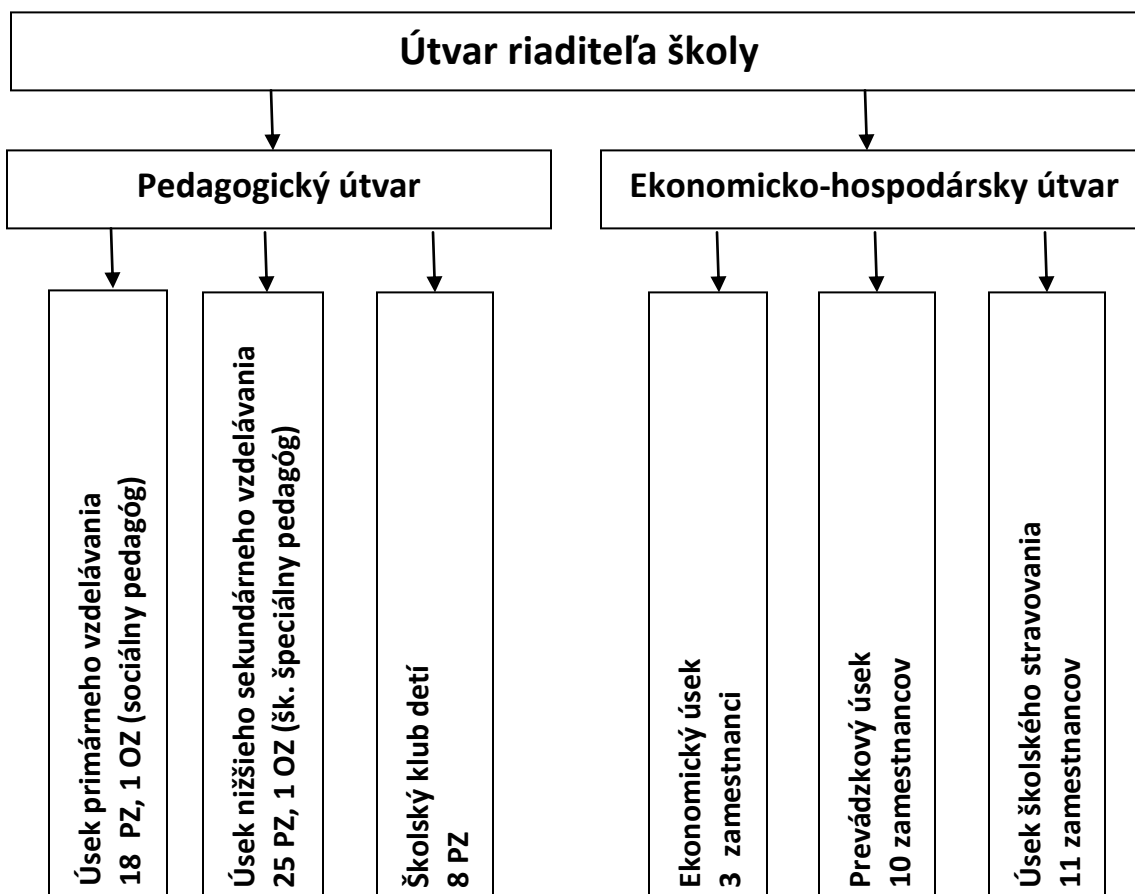 Útvar riaditeľa školy
Pedagogický útvar
Ekonomicko-hospodársky útvar
Úsek primárneho vzdelávania
18 PZ, 1 OZ (sociálny pedagóg)
Úsek nižšieho sekundárneho vzdelávania
25 PZ, 1 OZ (šk. špeciálny pedagóg)
Školský klub detí
8 PZ
Ekonomický úsek
3 zamestnanci
Prevádzkový úsek
10 zamestnancov
Úsek školského stravovania
11 zamestnancov